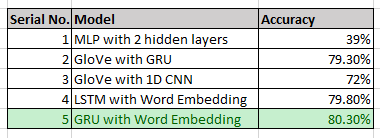 Serial No. Model Accuracy
1 MLP with 2 hidden layers 39%
2 GloVe with GRU 79.30%
3 GloVe with 1D CNN 72%
4 LSTM with Word Embedding 79.80%
5 GRU with Word Embedding 80.30%